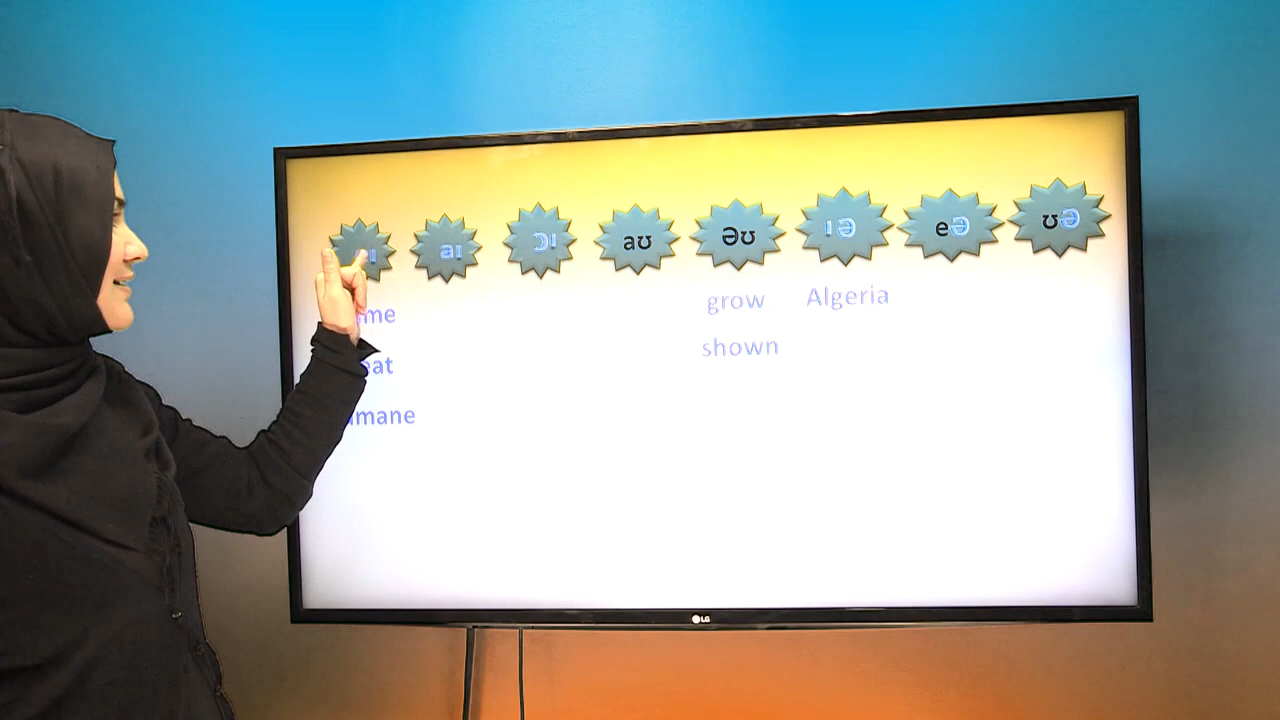 aɪ ɔɪ aʊ əʊ ɪə eə ʊə
grow Algeria
shown
LG